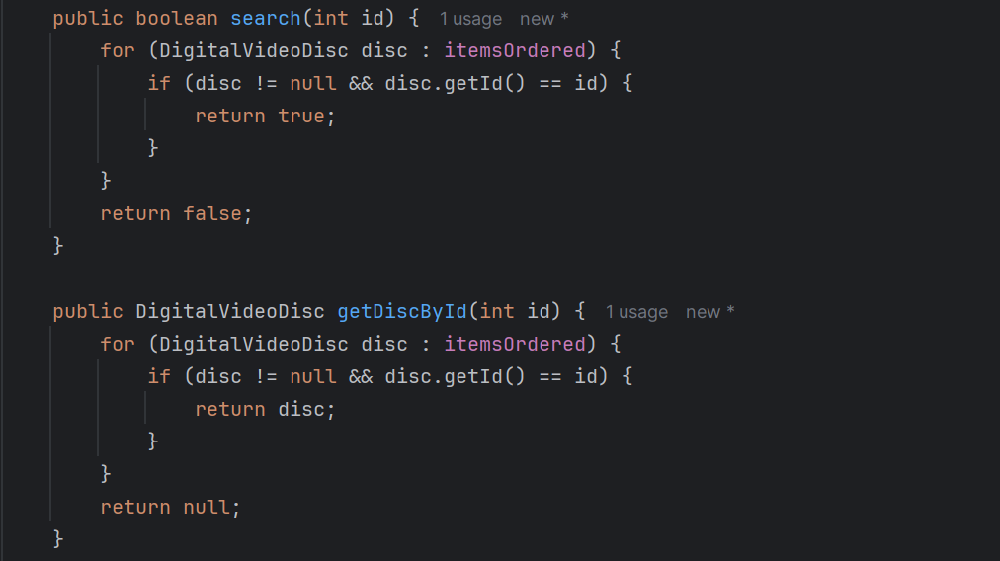 public boolean search(int id) { 1 usage new *
for (DigitalVideoDisc disc : itemsOrdered) {
if (disc != null && disc.getId() == id) {
return true;
}
}
return false;
}
public DigitalVideoDisc getDiscById(int id) { 1 usage new *
for (DigitalVideoDisc disc : itemsOrdered) {
if (disc != null && disc.getId() == id) {
return disc;
}
}
return null;
}